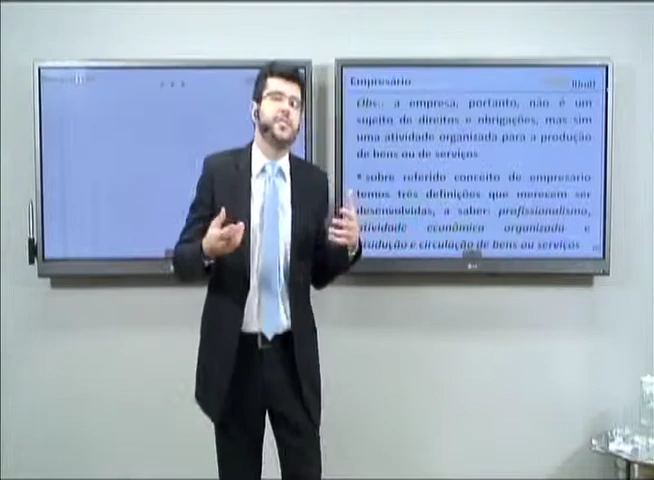 Empresário
Obs.: a empresa, portanto, não é um
sujeito de direitos e obrigações, mas sim
uma atividade organizada para a produção
de bens ou de serviços.
* sobre referido conceito de empresário
temos três definições que merecem ser
desenvolvidas, a saber: profissionalismo,
atividade econômica organizada e
produção e circulação de bens ou serviços.
LG